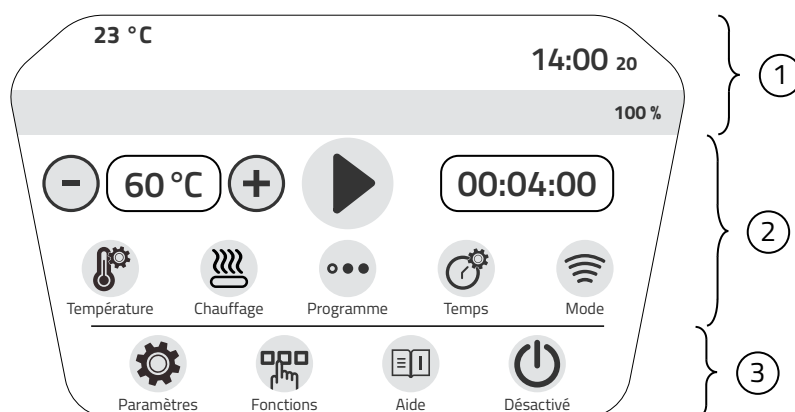 23 °C
14:00 20
1
100 %
- 60 °C + 00:04:00
2
Température Chauffage Programme Temps Mode
3
Paramètres Fonctions Aide Désactivé